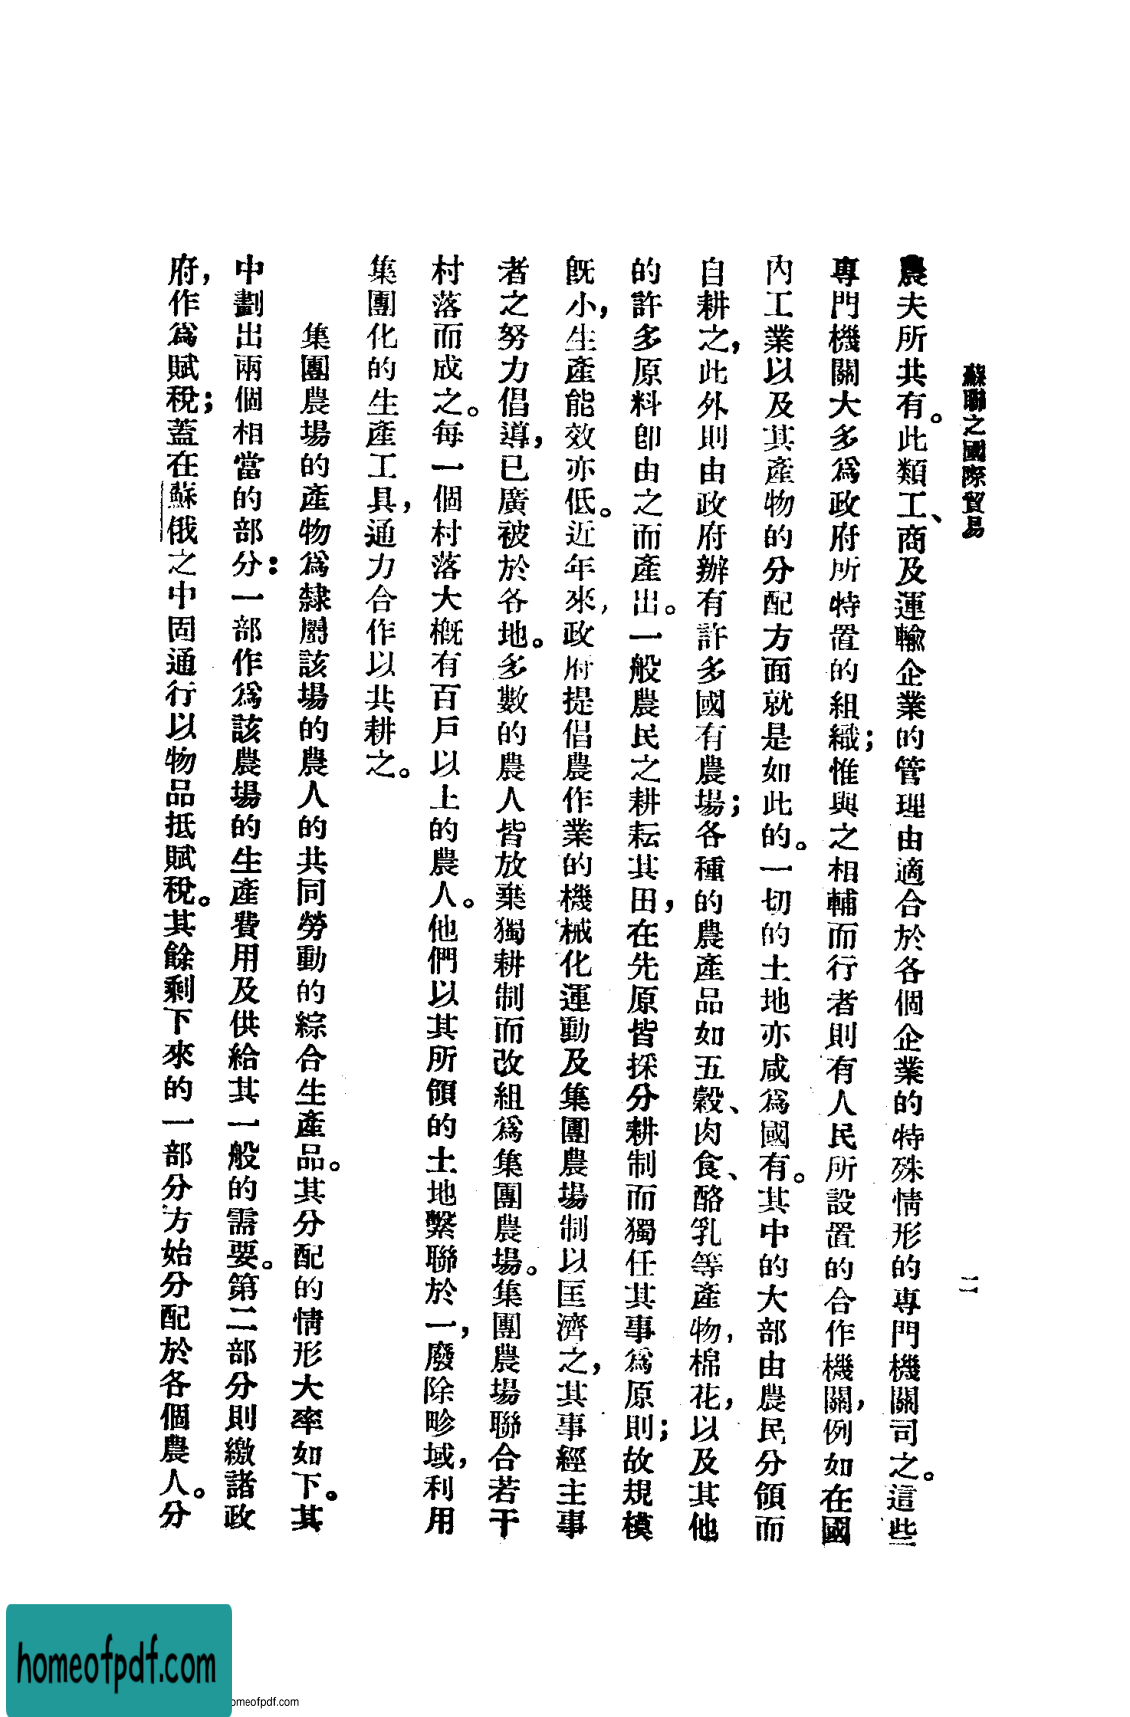 蘇聯之國際貿易
二
農夫所共有。此類工、商及運輸企業的管理由適合於各個企業的特殊情形的專門機關司之。這些
專門機關大多爲政府所特置的組織;惟與之相輔而行者則有人民所設置的合作機關,例如在國
內工業以及其產物的分配方面就是如此的。一切的土地亦咸爲國有。其中的大部由農民分領而
自耕之,此外則由政府辦有許多國有農場;各種的農產品如五穀、肉食、酪乳等產物,棉花,以及其他
的許多原料卽由之而產出。一般農民之耕耘其田,在先原皆採分耕制而獨任其事爲原則;故規模
旣小,生產能效亦低。近年來,政府提倡農作業的機械化運動及集團農場制以匡濟之,其事經主事
者之努力倡導,已廣被於各地。多數的農人皆放棄獨耕制而改組爲集團農場。集團農場聯合若干
村落而成之。每一個村落大槪有百戶以上的農人。他們以其所領的土地繫聯於一,廢除畛域,利用
集團化的生產工具,通力合作以共耕之。
集團農場的產物爲隸屬該場的農人的共同勞動的綜合生產品。其分配的情形大率如下。其
中劃出兩個相當的部分:一部作爲該農場的生產費用及供給其一般的需要。第二部分則繳諸政
府,作爲賦稅;蓋在蘇俄之中固通行以物品抵賦稅。其餘剩下來的一部分方始分配於各個農人。分
homeofpdf.com
omeofpdf.com